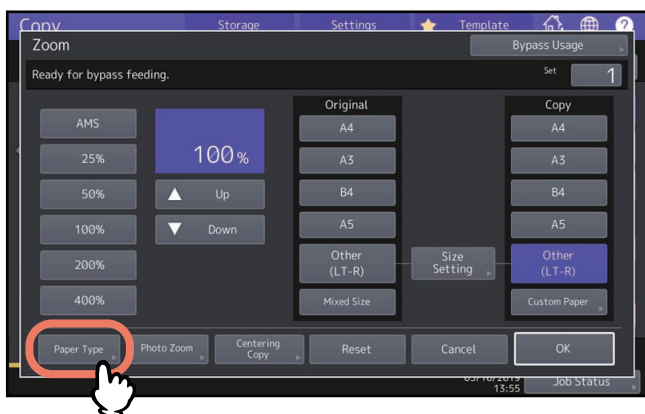 Copy
Storage
Settings
Template
?
Zoom
Bypass Usage
Ready for bypass feeding.
Set
1
Original
Copy
AMS
25%
50%
100%
200%
400%
100%
Up
Down
A4
A3
B4
A5
Other
(LT-R)
Mixed Size
Size
Setting
A4
A3
B4
A5
Other
(LT-R)
Custom Paper
Paper Type
Photo Zoom
Centering
Copy
Reset
Cancel
OK
13:55
Job Status